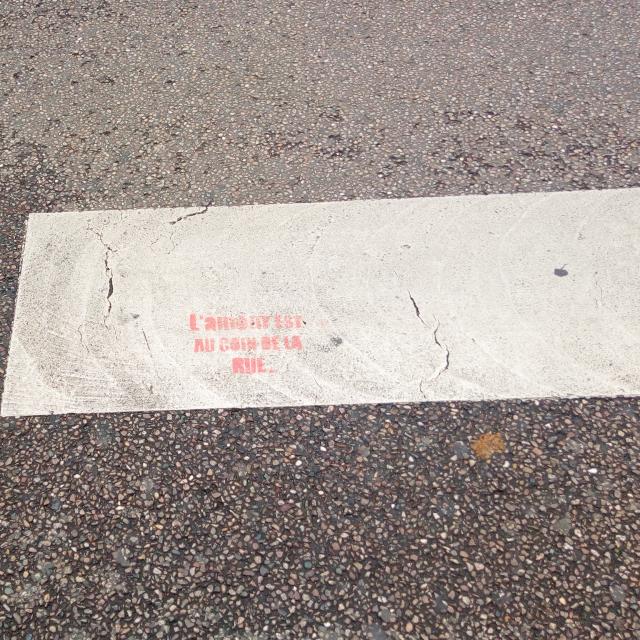 L'amour est
au coin de la
rue.